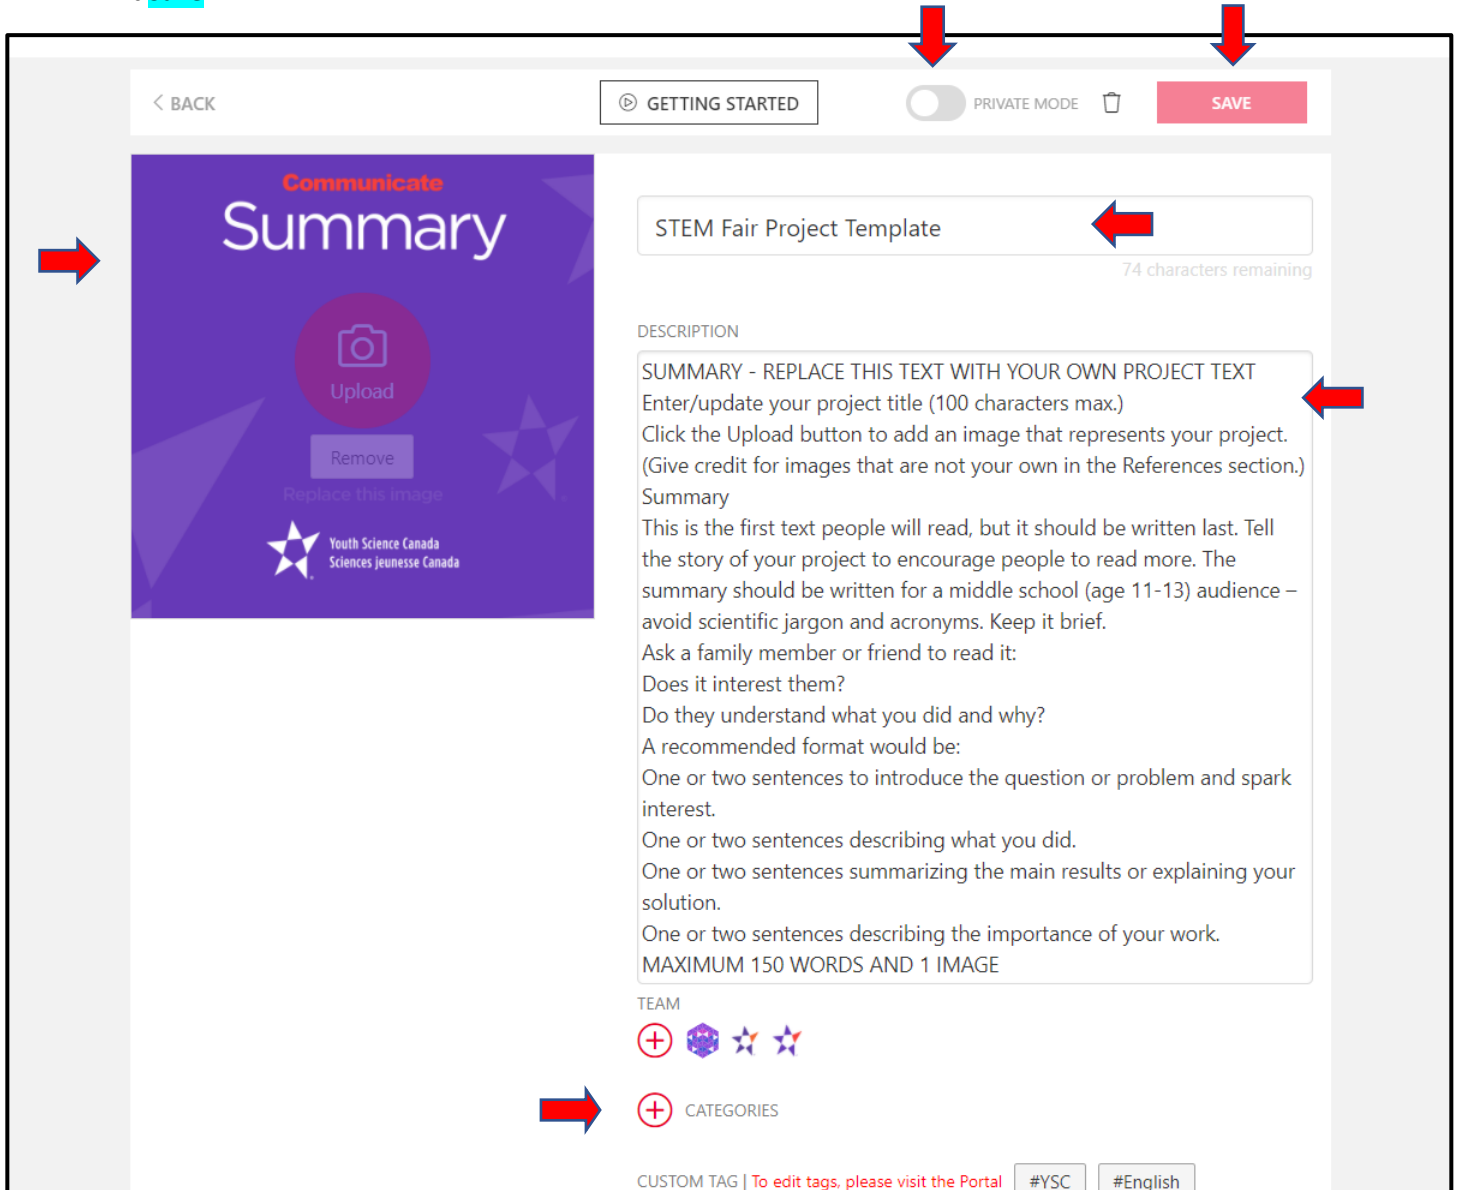 BACK
GETTING STARTED
PRIVATE MODE
SAVE
Communicate
Summary
Upload
Remove
Replace this image
Youth Science Canada
Sciences jeunesse Canada
STEM Fair Project Template
74 characters remaining
DESCRIPTION
SUMMARY - REPLACE THIS TEXT WITH YOUR OWN PROJECT TEXT
Enter/update your project title (100 characters max.)
Click the Upload button to add an image that represents your project.
(Give credit for images that are not your own in the References section.)
Summary
This is the first text people will read, but it should be written last. Tell
the story of your project to encourage people to read more. The
summary should be written for a middle school (age 11-13) audience –
avoid scientific jargon and acronyms. Keep it brief.
Ask a family member or friend to read it:
Does it interest them?
Do they understand what you did and why?
A recommended format would be:
One or two sentences to introduce the question or problem and spark
interest.
One or two sentences describing what you did.
One or two sentences summarizing the main results or explaining your
solution.
One or two sentences describing the importance of your work.
MAXIMUM 150 WORDS AND 1 IMAGE
TEAM
CATEGORIES
CUSTOM TAG | To edit tags, please visit the Portal #YSC #English